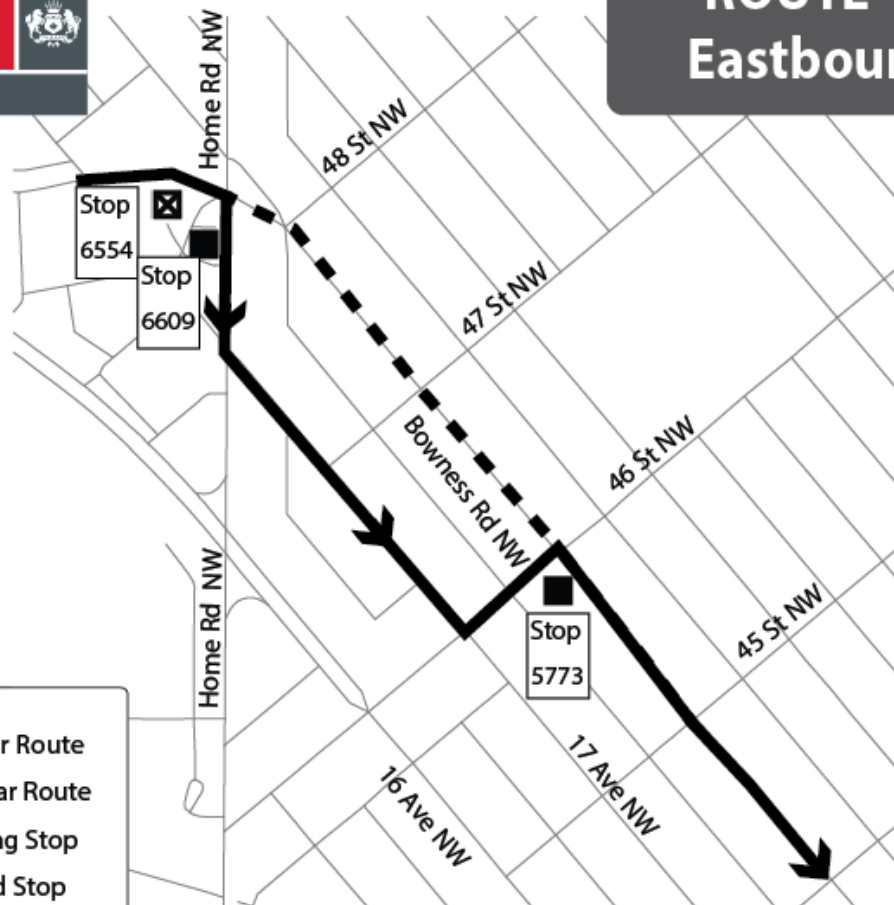 ROUTE
Eastbour
Home Rd NW
48 St NW
Stop
6554
Stop
6609
47 St NW
Bowness Rd NW
46 St NW
Home Rd NW
Stop
5773
45 St NW
17 Ave NW
16 Ave NW
r Route
ar Route
ng Stop
d Stop